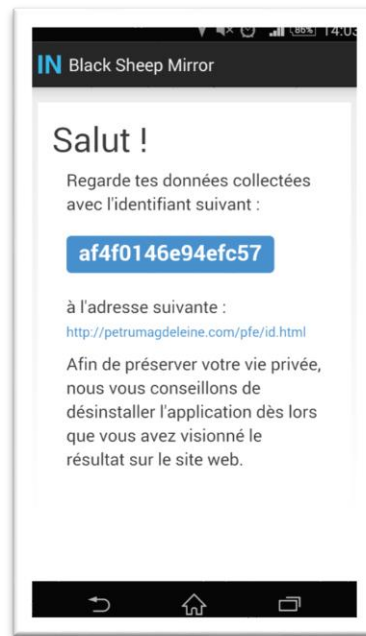 86% 14:03
IN Black Sheep Mirror
Salut !
Regarde tes données collectées
avec l'identifiant suivant :
af4f0146e94efc57
à l'adresse suivante :
http://petrumagdeleine.com/pfe/id.html
Afin de préserver votre vie privée,
nous vous conseillons de
désinstaller l'application dès lors
que vous avez visionné le
résultat sur le site web.